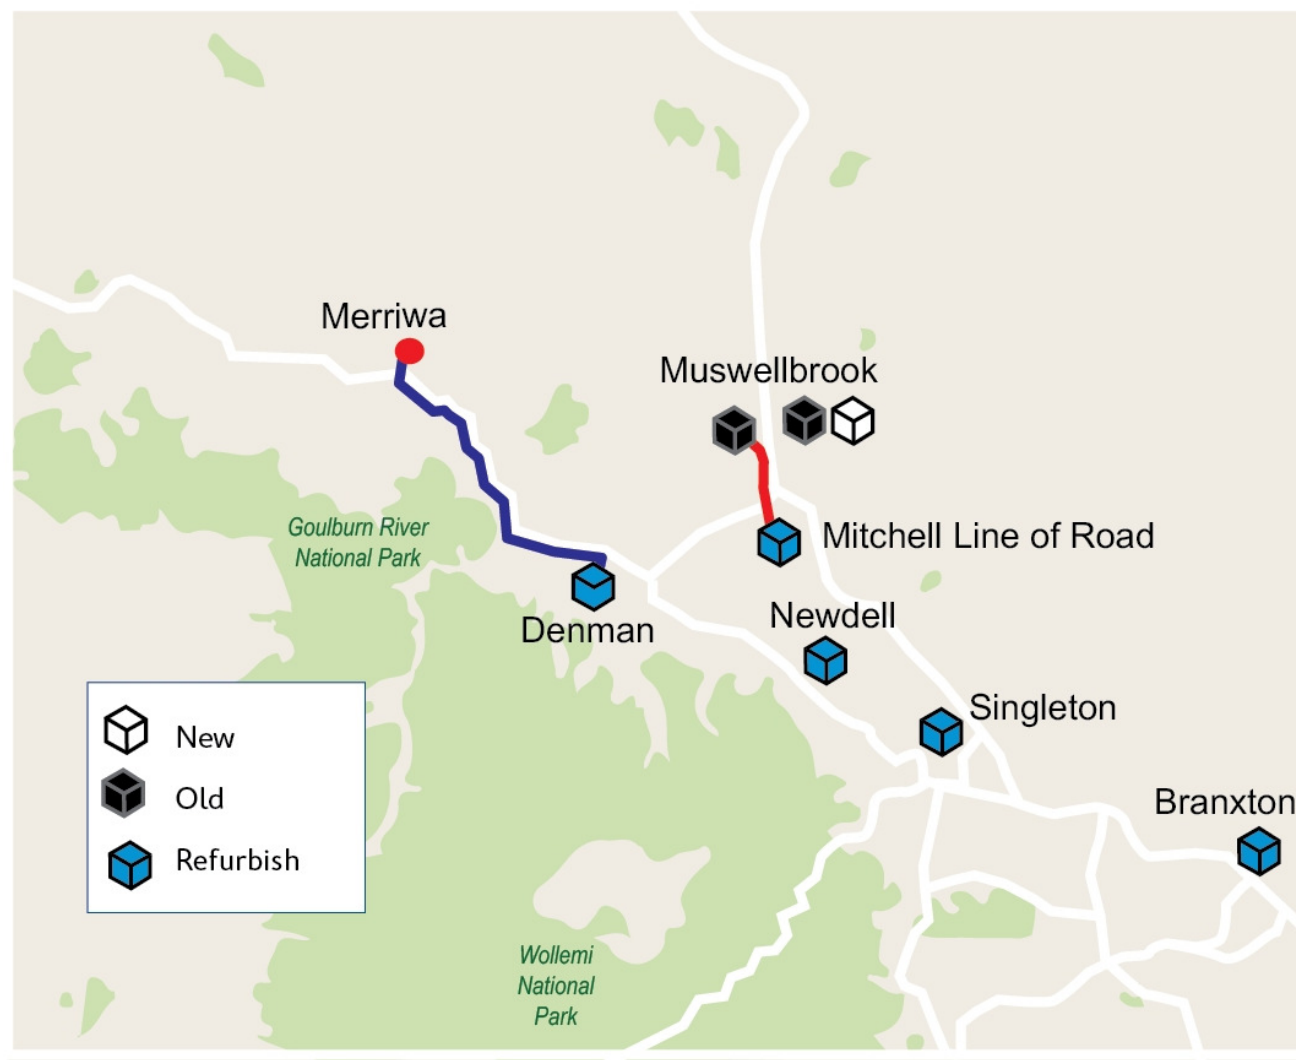 Merriwa
Muswellbrook
Goulburn River
National Park
Mitchell Line of Road
Denman
Newdell
Singleton
New
Old
Refurbish
Branxton
Wollemi
National
Park